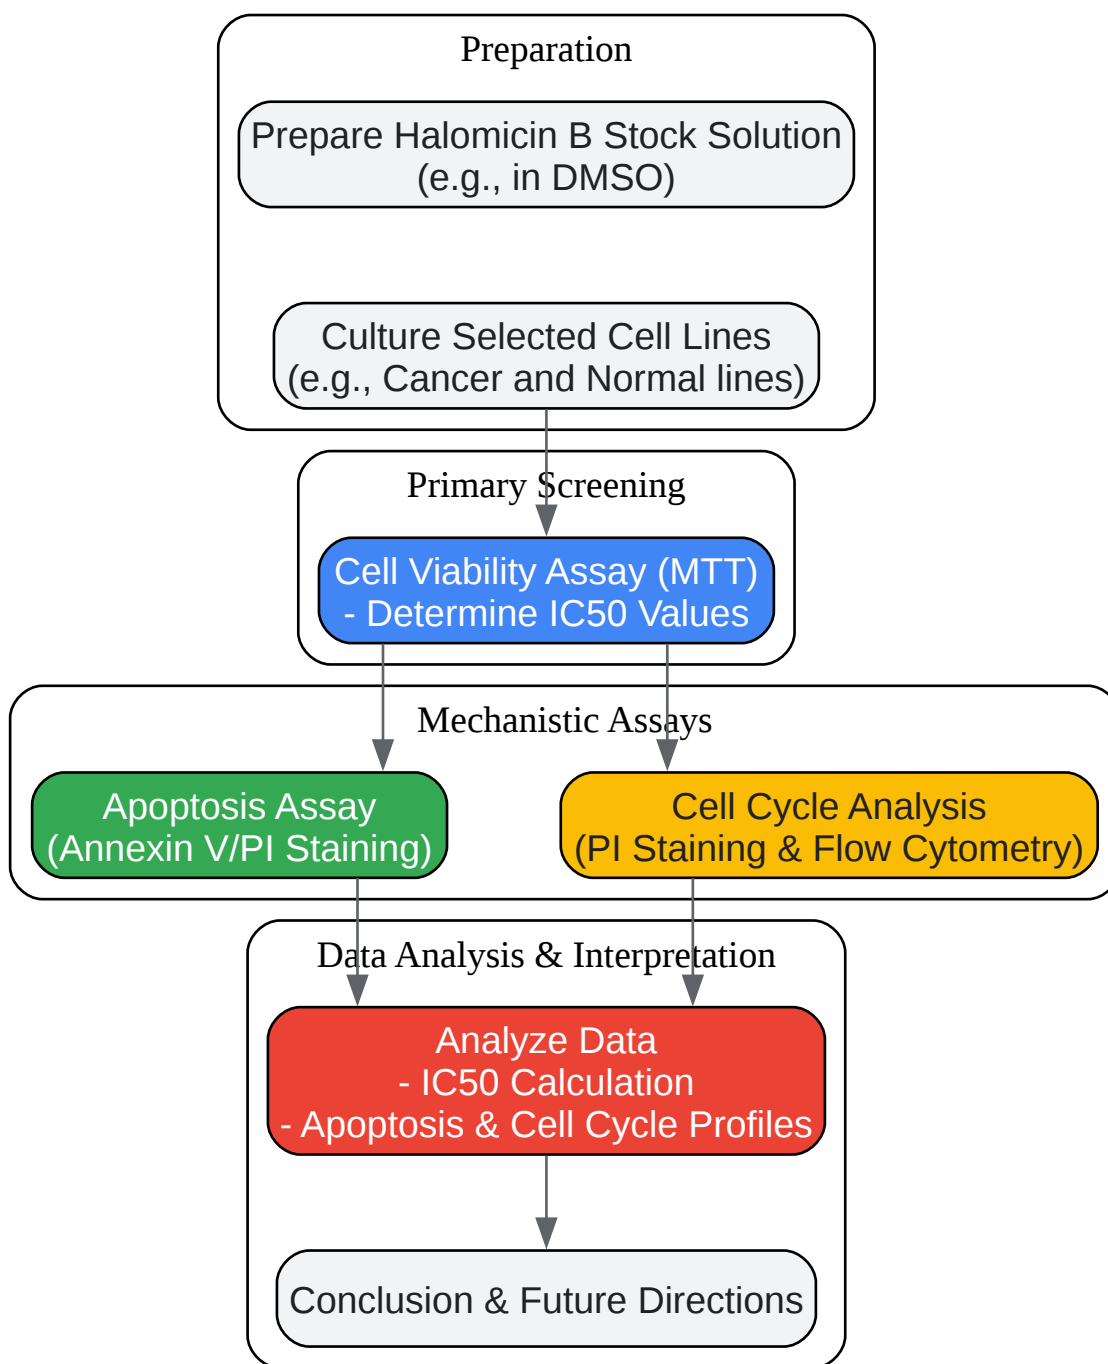 Preparation
Prepare Halomicin B Stock Solution
(e.g., in DMSO)
Culture Selected Cell Lines
(e.g., Cancer and Normal lines)
Primary Screening
Cell Viability Assay (MTT)
- Determine IC50 Values
Mechanistic Assays
Apoptosis Assay
(Annexin V/PI Staining)
Cell Cycle Analysis
(PI Staining & Flow Cytometry)
Data Analysis & Interpretation
Analyze Data
- IC50 Calculation
- Apoptosis & Cell Cycle Profiles
Conclusion & Future Directions